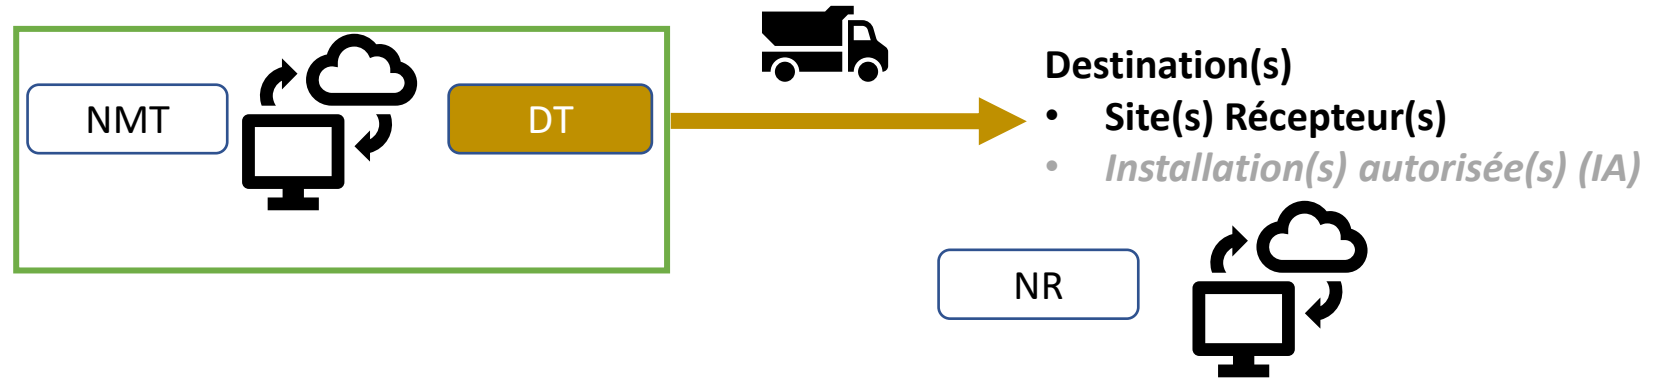 NMT
DT
Destination(s)
• Site(s) Récepteur(s)
• Installation(s) autorisée(s) (IA)
NR